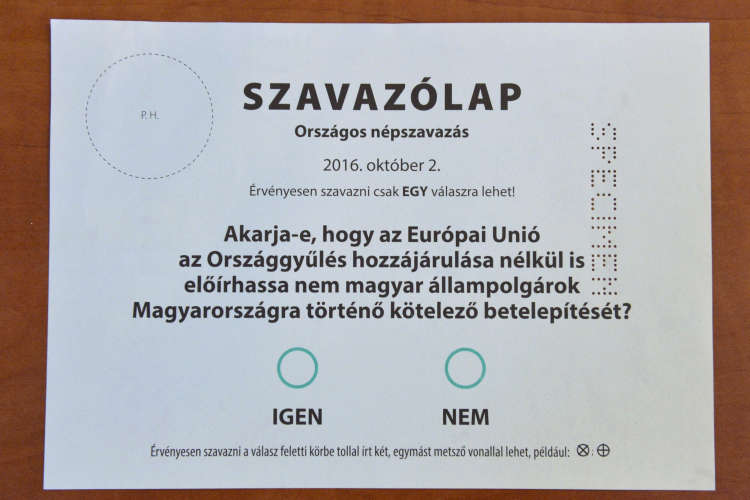 P. H.
SZAVAZÓLAP
Országos népszavazás
2016. október 2.
Érvényesen szavazni csak EGY válaszra lehet!
SPECIMEN
Akarja-e, hogy az Európai Unió
az Országgyűlés hozzájárulása nélkül is
előírhassa nem magyar állampolgárok
Magyarországra történő kötelező betelepítését?
IGEN
NEM
Érvényesen szavazni a válasz feletti körbe tollal írt két, egymást metsző vonallal lehet, például: ⊗ ; ⊕